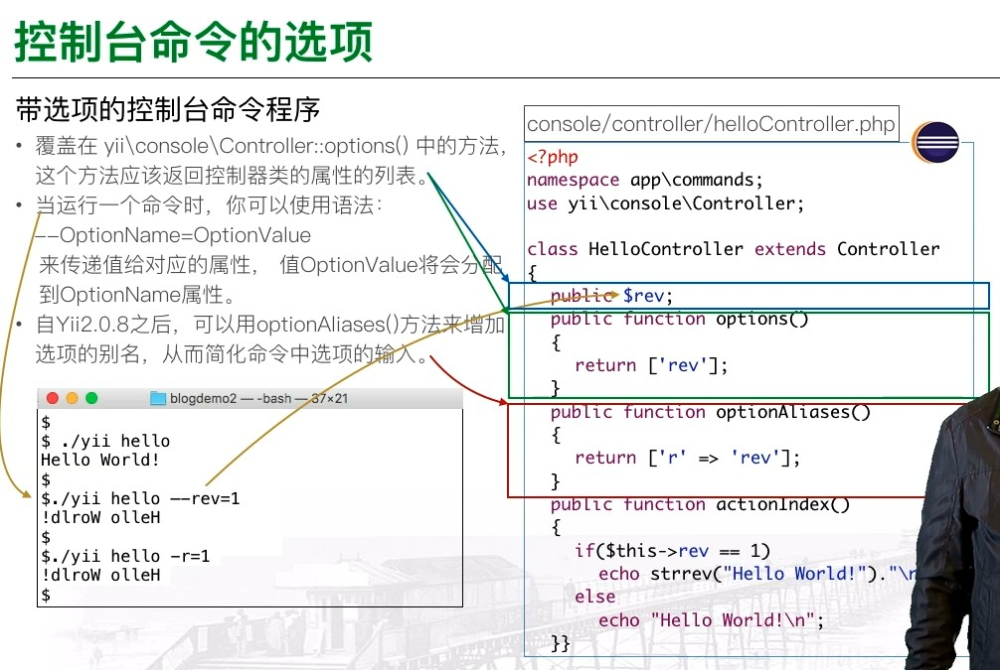 控制台命令的选项
带选项的控制台命令程序
• 覆盖在 yii\console\Controller::options() 中的方法，
这个方法应该返回控制器类的属性的列表。
• 当运行一个命令时，你可以使用语法：
--OptionName=OptionValue
来传递值给对应的属性， 值OptionValue将会分配
到OptionName属性。
• 自Yii2.0.8之后，可以用optionAliases()方法来增加
选项的别名，从而简化命令中选项的输入。
blogdemo2 — -bash — 37×21
$
$ ./yii hello
Hello World!
$
$./yii hello --rev=1
!dlroW olleH
$
$./yii hello -r=1
!dlroW olleH
$
console/controller/helloController.php
<?php
namespace app\commands;
use yii\console\Controller;
class HelloController extends Controller
{
public $rev;
public function options()
{
return ['rev'];
}
public function optionAliases()
{
return ['r' => 'rev'];
}
public function actionIndex()
{
if($this->rev == 1)
echo strrev("Hello World!")."\n
else
echo "Hello World!\n";
}}